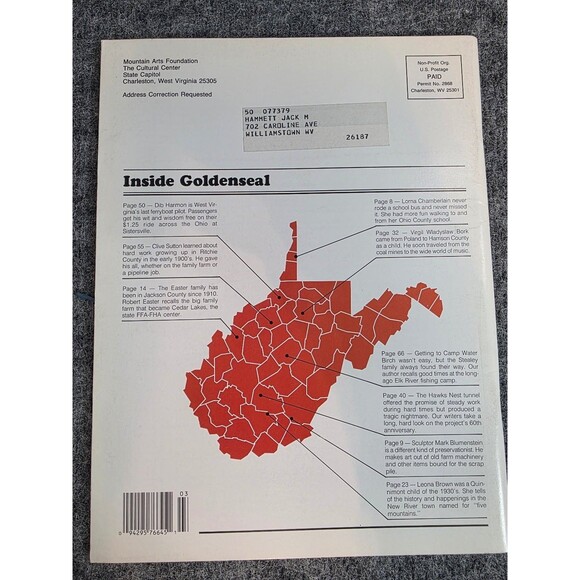 Mountain Arts Foundation
The Cultural Center
State Capitol
Charleston, West Virginia 25305
Address Correction Requested
Non-Profit Org.
U.S. Postage
PAID
Permit No. 2868
Charleston, WV 25301
50 077379
HAMMETT JACK M
702 CAROLINE AVE
WILLIAMSTOWN WV
26187
Inside Goldenseal
Page 50 — Dib Harmon is West Vir-
ginia's last ferryboat pilot. Passengers
get his wit and wisdom free on their
$1.25 ride across the Ohio at
Sistersville.
Page 55 — Clive Sutton learned about
hard work growing up in Ritchie
County in the early 1900's. He gave
his all, whether on the family farm or
a pipeline job.
Page 14 — The Easter family has
been in Jackson County since 1910.
Robert Easter recalls the big family
farm that became Cedar Lakes, the
state FFA-FHA center.
Page 8 — Lorna Chamberlain never
rode a school bus and never missed
it. She had more fun walking to and
from her Ohio County school.
Page 32 — Virgil Wladyslaw Bork
came from Poland to Harrison County
as a child. He soon traveled from the
coal mines to the wide world of music.
Page 66 — Getting to Camp Water
Birch wasn't easy, but the Stealey
family always found their way. Our
author recalls good times at the long-
ago Elk River fishing camp.
Page 40 — The Hawks Nest tunnel
offered the promise of steady work
during hard times but produced a
tragic nightmare. Our writers take a
long, hard look on the project's 60th
anniversary.
Page 9 — Sculptor Mark Blumenstein
is a different kind of preservationist. He
makes art out of old farm machinery
and other items bound for the scrap
pile.
Page 23 — Leona Brown was a Quin-
nimont child of the 1930's. She tells
of the history and happenings in the
New River town named for "five
mountains."
03
0 94295 76645 1